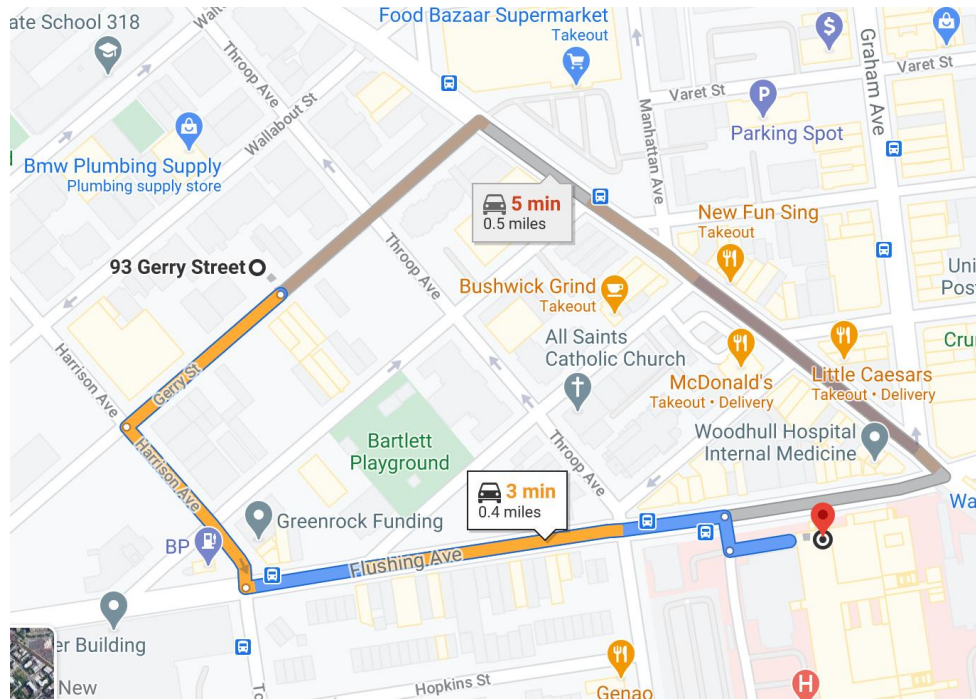 ate School 318
Food Bazaar Supermarket
Takeout
Throop Ave
Wallabout St
Manhattan Ave
Varet St
Varet St
Graham Ave
P
Parking Spot
Bmw Plumbing Supply
Plumbing supply store
5 min
0.5 miles
New Fun Sing
Takeout
93 Gerry Street
Throop Ave
Bushwick Grind
Takeout
Uni
Post
All Saints
Catholic Church
Cru
Harrison Ave
Gerry St
McDonald's
Takeout • Delivery
Little Caesars
Takeout • Delivery
Woodhull Hospital
Internal Medicine
Harrison Ave
Bartlett
Playground
Throop Ave
3 min
0.4 miles
Wa
Greenrock Funding
BP
Flushing Ave
er Building
New
To
Hopkins St
Genao
H